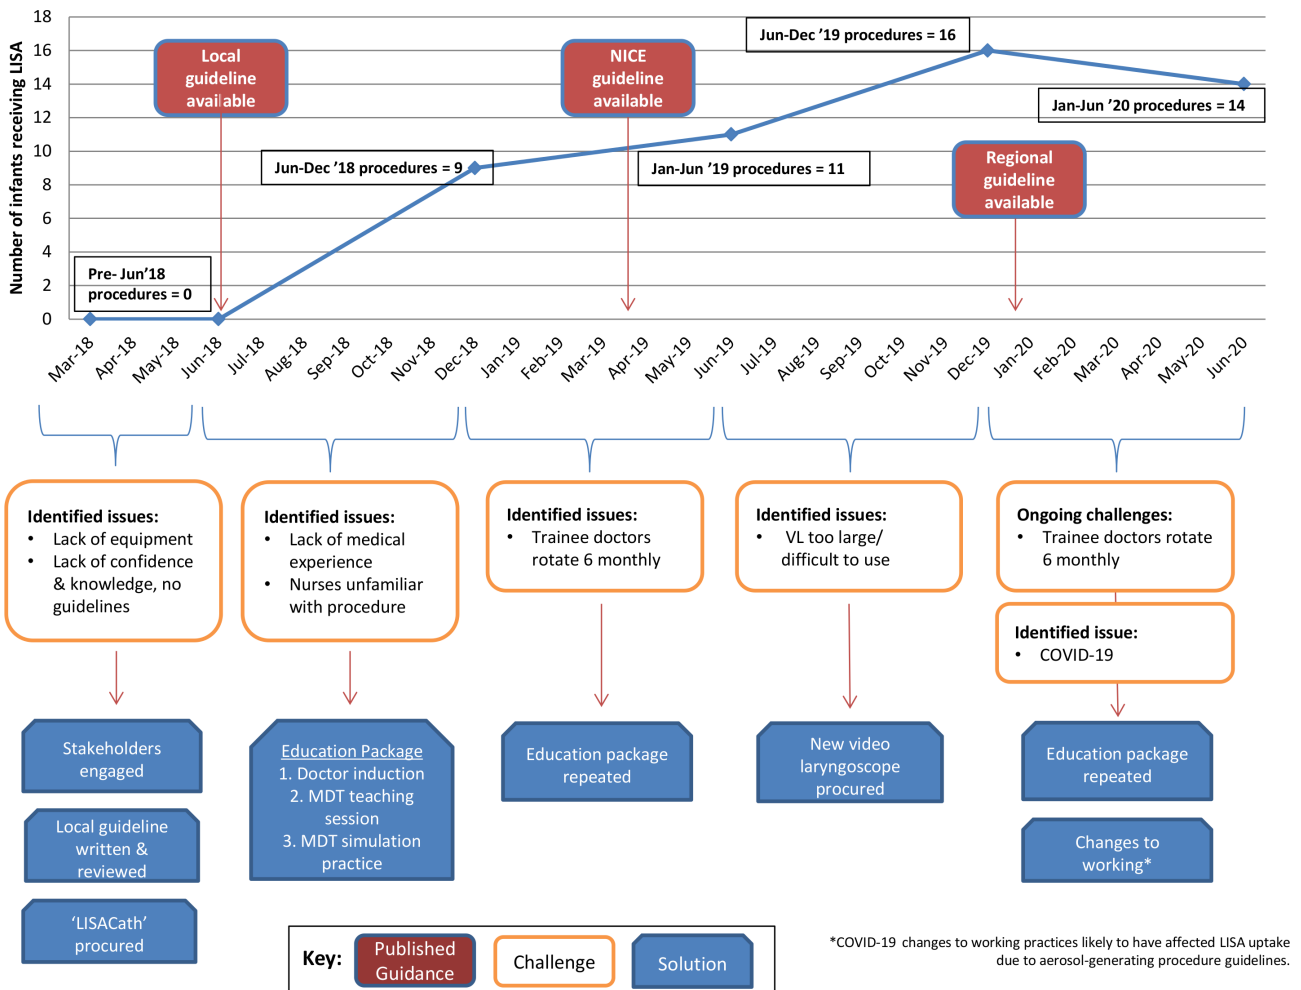 Number of infants receiving LISA
18
16
14
12
10
8
6
4
2
0
Local
guideline
available
NICE
guideline
available
Regional
guideline
available
Pre- Jun’18
procedures = 0
Jun-Dec ’18 procedures = 9
Jan-Jun ’19 procedures = 11
Jun-Dec ’19 procedures = 16
Jan-Jun ’20 procedures = 14
Mar-18
Apr-18
May-18
Jun-18
Jul-18
Aug-18
Sep-18
Oct-18
Nov-18
Dec-18
Jan-19
Feb-19
Mar-19
Apr-19
May-19
Jun-19
Jul-19
Aug-19
Sep-19
Oct-19
Nov-19
Dec-19
Jan-20
Feb-20
Mar-20
Apr-20
May-20
Jun-20
Identified issues:
• Lack of equipment
• Lack of confidence
& knowledge, no
guidelines
Stakeholders
engaged
Local guideline
written &
reviewed
‘LISACath’
procured
Identified issues:
• Lack of medical
experience
• Nurses unfamiliar
with procedure
Education Package
1. Doctor induction
2. MDT teaching
session
3. MDT simulation
practice
Identified issues:
• Trainee doctors
rotate 6 monthly
Education package
repeated
Identified issues:
• VL too large/
difficult to use
New video
laryngoscope
procured
Ongoing challenges:
• Trainee doctors rotate
6 monthly
Identified issue:
• COVID-19
Education package
repeated
Changes to
working*
Key:
Published
Guidance
Challenge
Solution
*COVID-19 changes to working practices likely to have affected LISA uptake
due to aerosol-generating procedure guidelines.